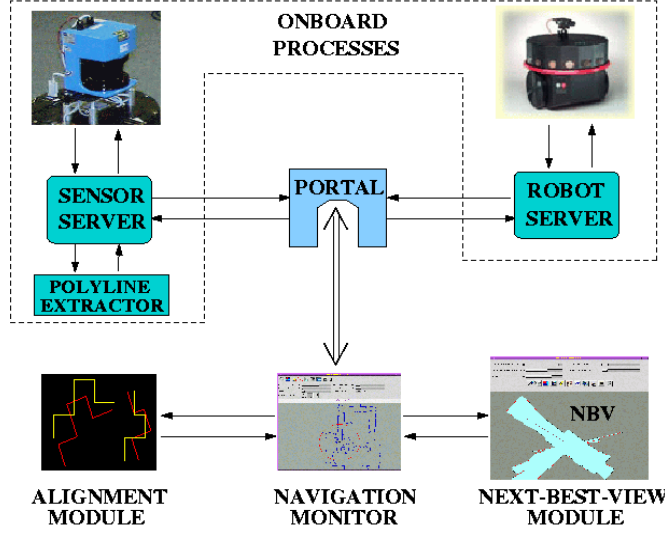 ONBOARD
PROCESSES
SENSOR
SERVER
PORTAL
ROBOT
SERVER
POLYLINE
EXTRACTOR
NBV
ALIGNMENT
MODULE
NAVIGATION
MONITOR
NEXT-BEST-VIEW
MODULE